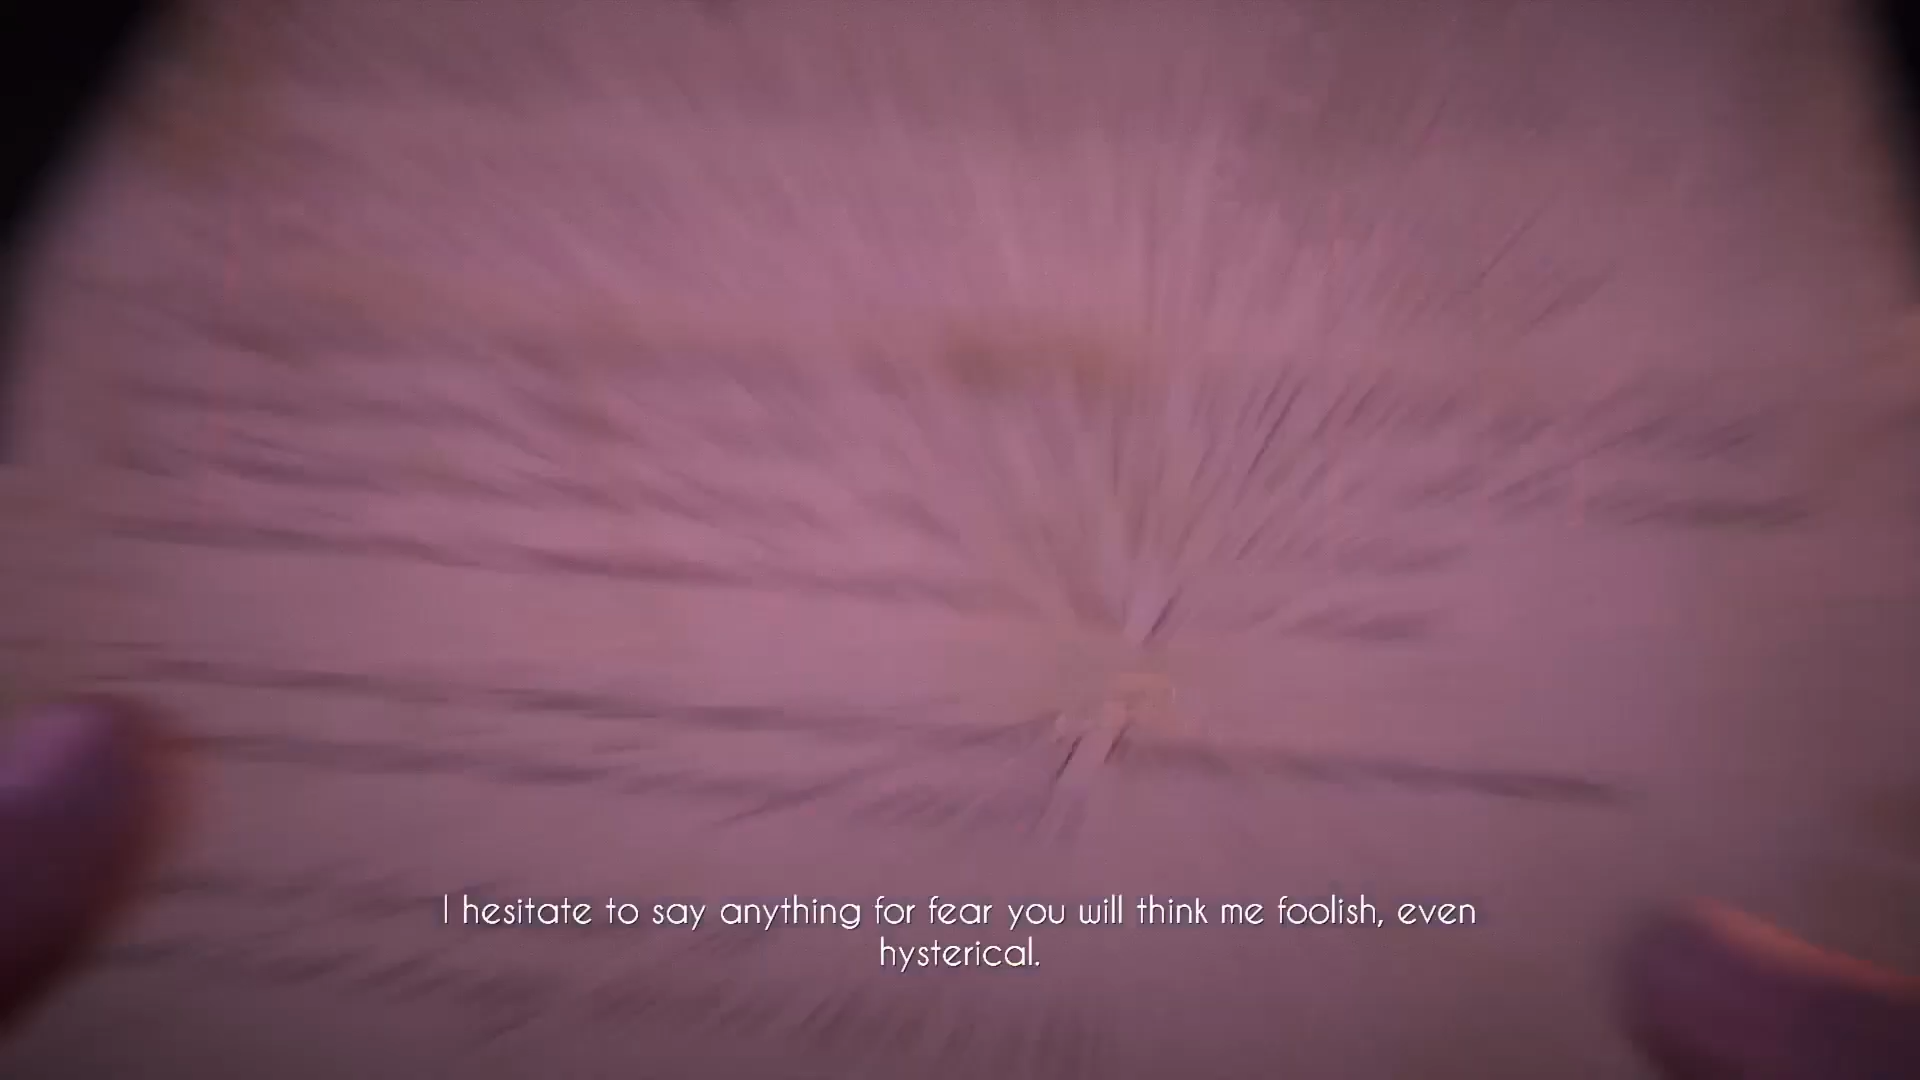 I hesitate to say anything for fear you will think me foolish, even
hysterical.